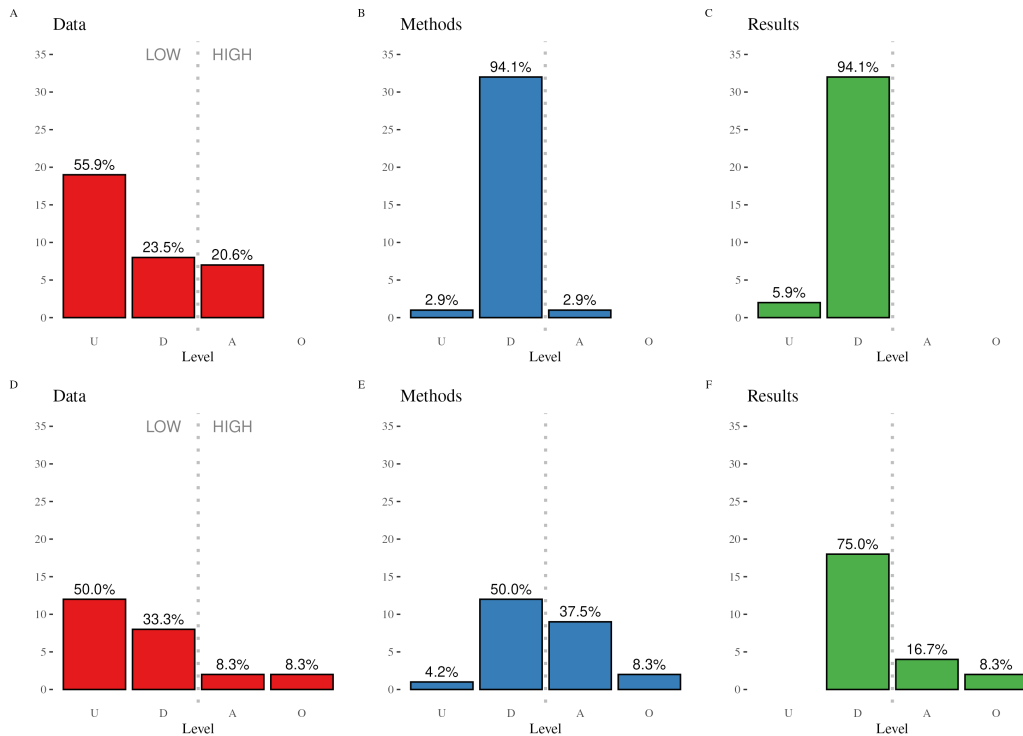 A
Data
LOW HIGH
35
30
25
20
15
10
5
0
55.9%
23.5%
20.6%
U D A O
Level
B
Methods
35
30
25
20
15
10
5
0
2.9%
94.1%
2.9%
U D A O
Level
C
Results
35
30
25
20
15
10
5
0
5.9%
94.1%
U D A O
Level
D
Data
LOW HIGH
35
30
25
20
15
10
5
0
50.0%
33.3%
8.3%
8.3%
U D A O
Level
E
Methods
35
30
25
20
15
10
5
0
4.2%
50.0%
37.5%
8.3%
U D A O
Level
F
Results
35
30
25
20
15
10
5
0
75.0%
16.7%
8.3%
U D A O
Level